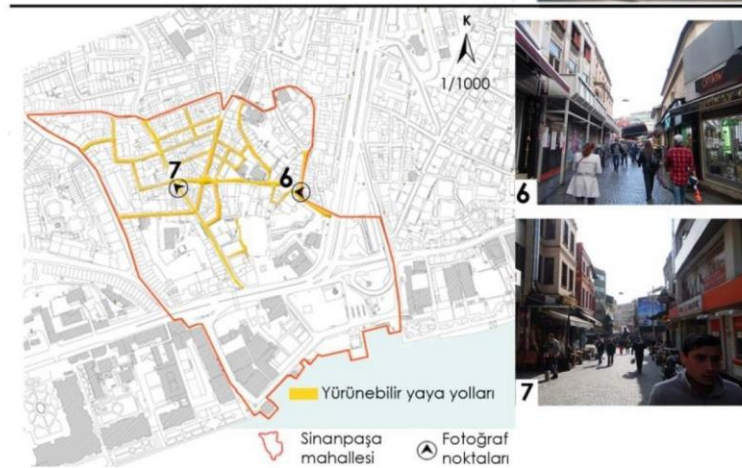 K
1/1000
7
6
6
7
Yürünebilir yaya yolları
Sinanpaşa
mahallesi
Fotoğraf
noktaları